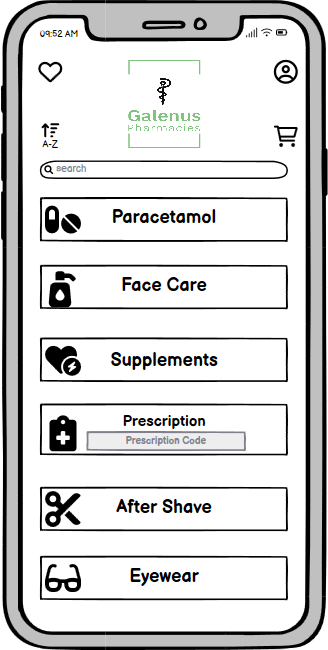 09:52 AM
Galenus
Pharmacies
A-Z
search
Paracetamol
Face Care
Supplements
Prescription
Prescription Code
After Shave
Eyewear